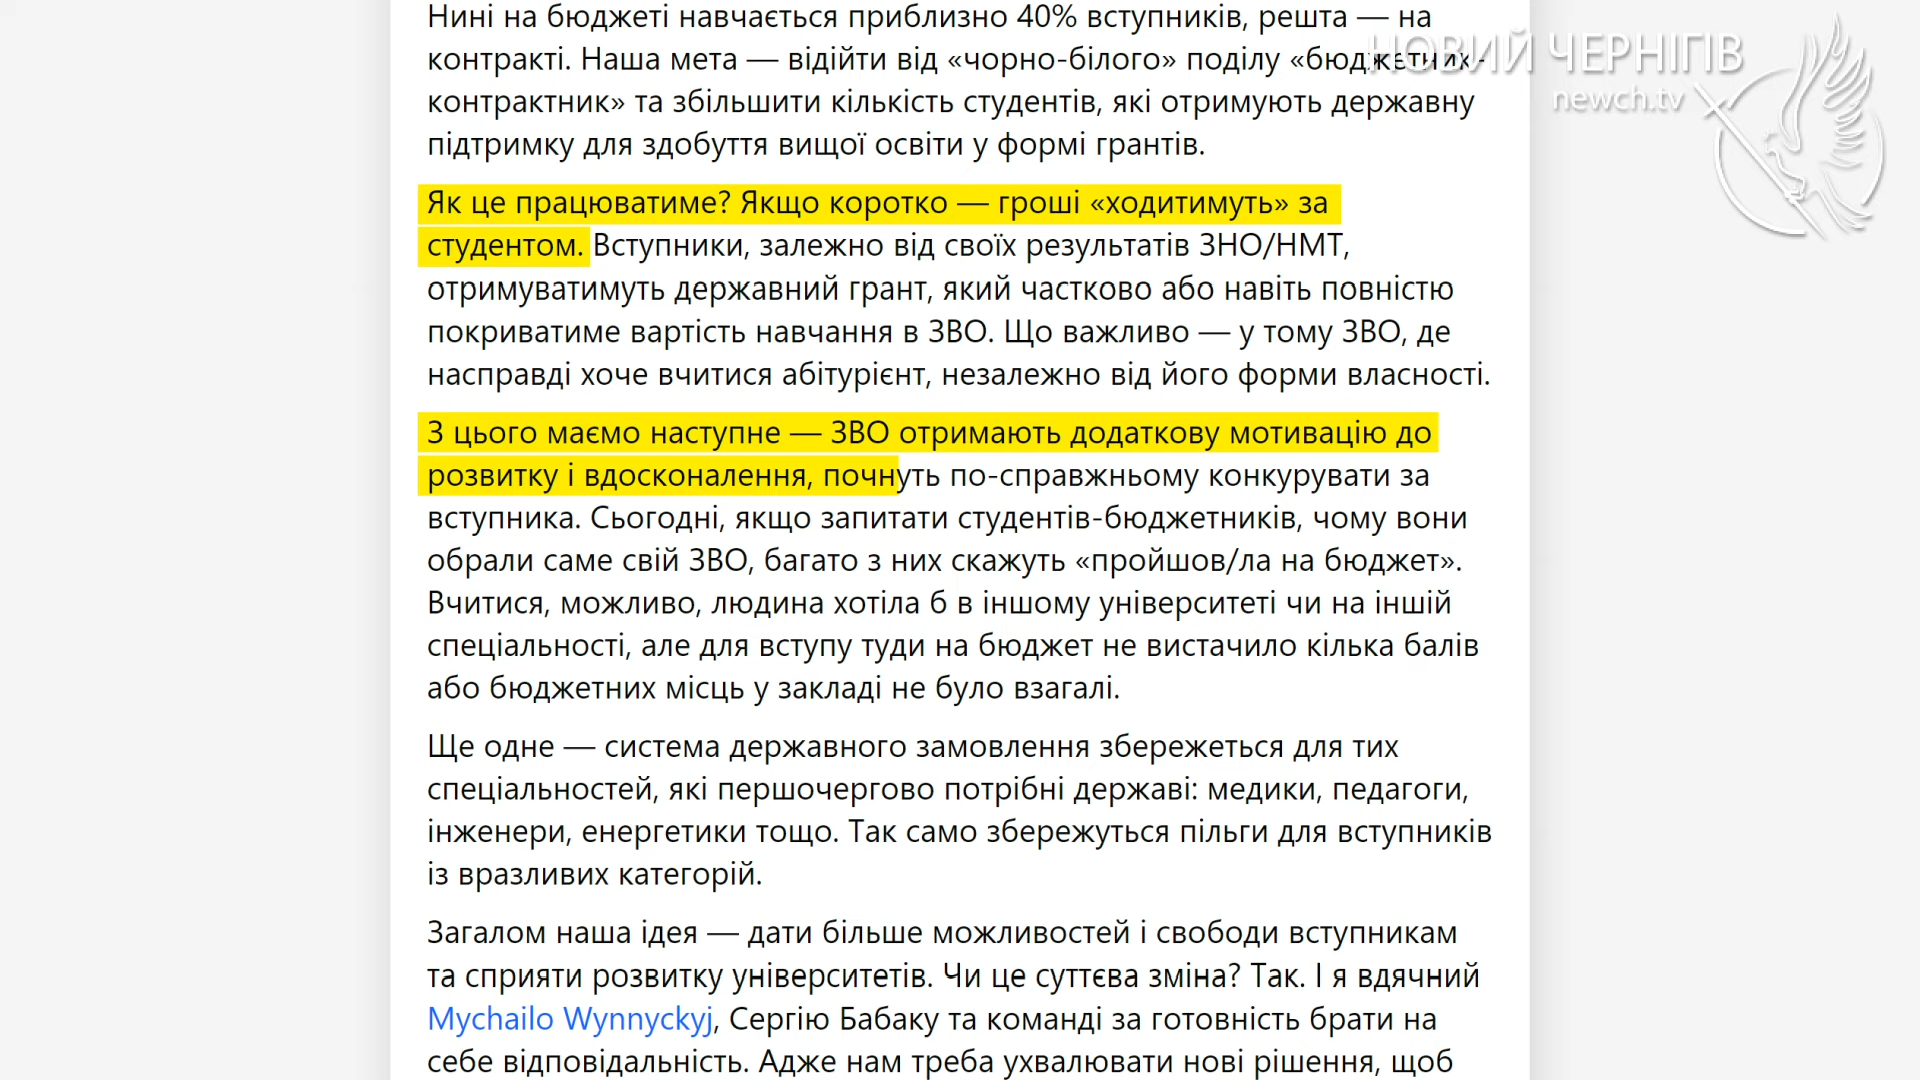 Нині на бюджеті навчається приблизно 40% вступників, решта — на
контракті. Наша мета — відійти від «чорно-білого» поділу «бюджетник-
контрактник» та збільшити кількість студентів, які отримують державну
підтримку для здобуття вищої освіти у формі грантів.
Як це працюватиме? Якщо коротко — гроші «ходитимуть» за
студентом. Вступники, залежно від своїх результатів ЗНО/НМТ,
отримуватимуть державний грант, який частково або навіть повністю
покриватиме вартість навчання в ЗВО. Що важливо — у тому ЗВО, де
насправді хоче вчитися абітурієнт, незалежно від його форми власності.
З цього маємо наступне — ЗВО отримають додаткову мотивацію до
розвитку і вдосконалення, почнуть по-справжньому конкурувати за
вступника. Сьогодні, якщо запитати студентів-бюджетників, чому вони
обрали саме свій ЗВО, багато з них скажуть «пройшов/ла на бюджет».
Вчитися, можливо, людина хотіла б в іншому університеті чи на іншій
спеціальності, але для вступу туди на бюджет не вистачило кілька балів
або бюджетних місць у закладі не було взагалі.
Ще одне — система державного замовлення збережеться для тих
спеціальностей, які першочергово потрібні державі: медики, педагоги,
інженери, енергетики тощо. Так само збережуться пільги для вступників
із вразливих категорій.
Загалом наша ідея — дати більше можливостей і свободи вступникам
та сприяти розвитку університетів. Чи це суттєва зміна? Так. І я вдячний
Mychailo Wynnyckyj, Сергію Бабаку та команді за готовність брати на
себе відповідальність. Адже нам треба ухвалювати нові рішення, щоб
НОВИЙ ЧЕРНІГІВ
newch.tv